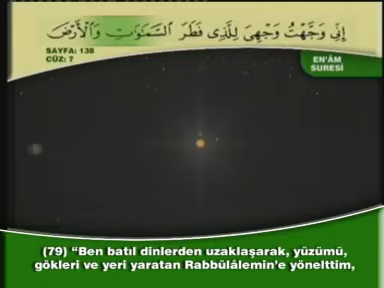 إِنِّى وَجَّهْتُ وَجْهِىَ لِلَّذِى فَطَرَ السَّمٰوَاتِ وَالْأَرْضَ
SAYFA: 138
CÜZ: 7
EN'ÂM
SURESİ
(79) “Ben batıl dinlerden uzaklaşarak, yüzümü,
gökleri ve yeri yaratan Rabbülâlemin'e yönelttim,